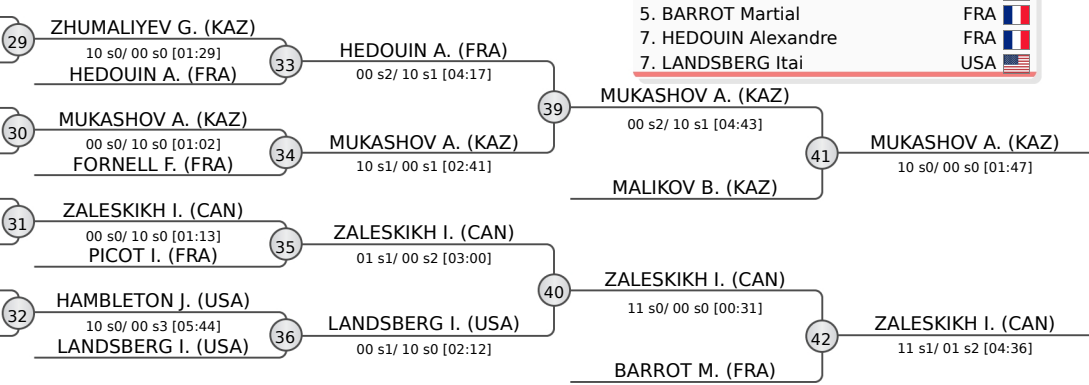 5. BARROT Martial FRA
7. HEDOUIN Alexandre FRA
7. LANDSBERG Itai USA
29
ZHUMALIYEV G. (KAZ)
10 s0/ 00 s0 [01:29]
HEDOUIN A. (FRA)
33
HEDOUIN A. (FRA)
00 s2/ 10 s1 [04:17]
30
MUKASHOV A. (KAZ)
00 s0/ 10 s0 [01:02]
FORNELL F. (FRA)
34
MUKASHOV A. (KAZ)
10 s1/ 00 s1 [02:41]
39
MUKASHOV A. (KAZ)
00 s2/ 10 s1 [04:43]
MALIKOV B. (KAZ)
41
MUKASHOV A. (KAZ)
10 s0/ 00 s0 [01:47]
31
ZALESKIKH I. (CAN)
00 s0/ 10 s0 [01:13]
PICOT I. (FRA)
35
ZALESKIKH I. (CAN)
01 s1/ 00 s2 [03:00]
32
HAMBLETON J. (USA)
10 s0/ 00 s3 [05:44]
LANDSBERG I. (USA)
36
LANDSBERG I. (USA)
00 s1/ 10 s0 [02:12]
40
ZALESKIKH I. (CAN)
11 s0/ 00 s0 [00:31]
BARROT M. (FRA)
42
ZALESKIKH I. (CAN)
11 s1/ 01 s2 [04:36]